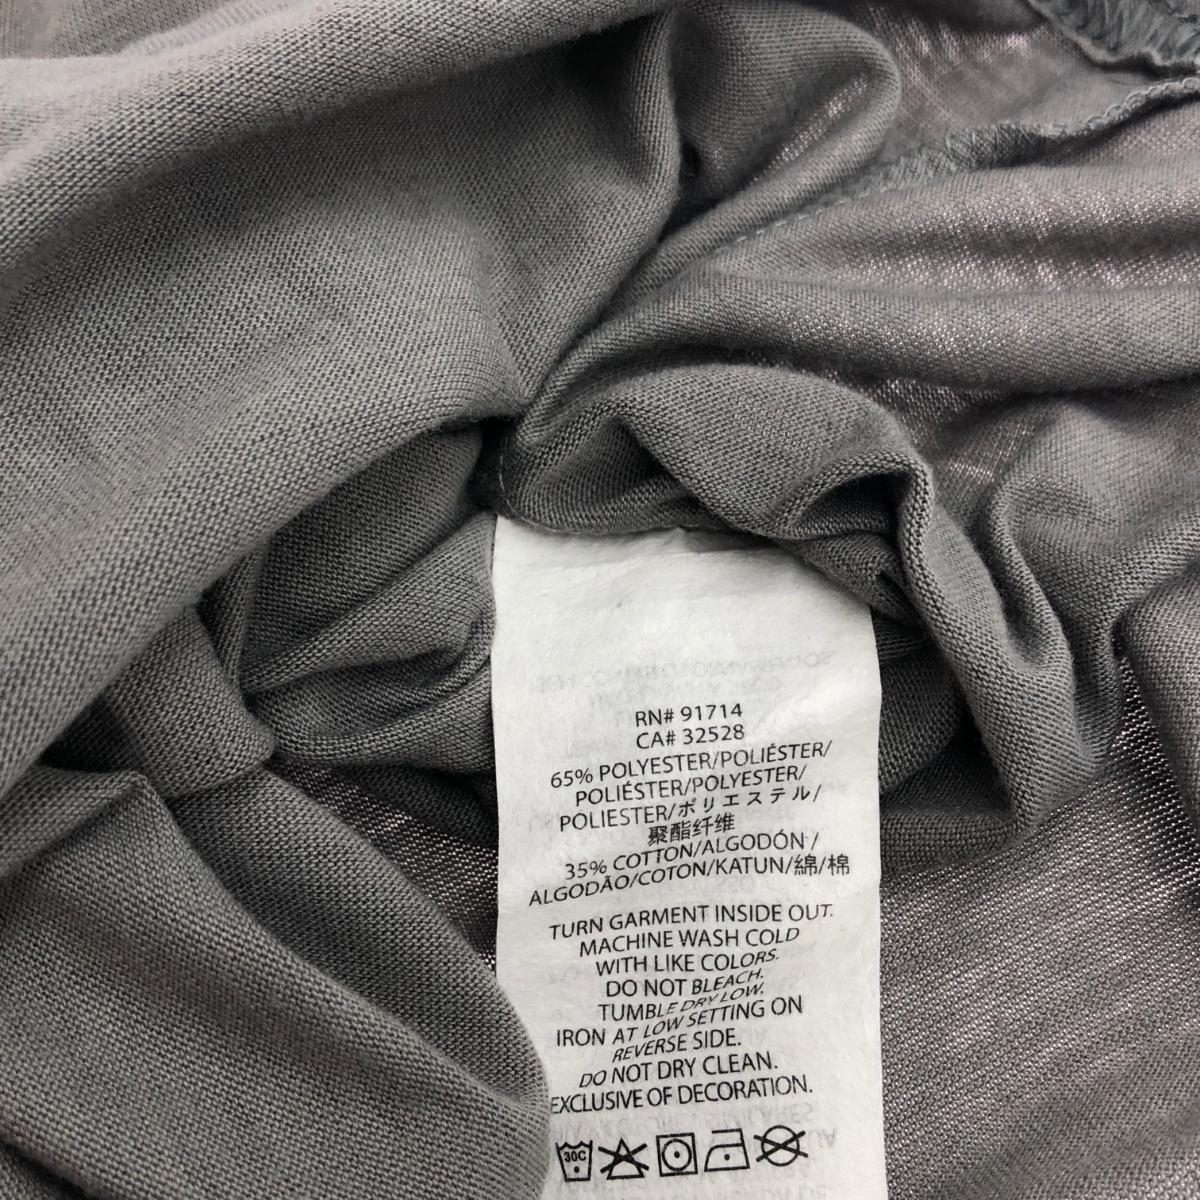 RN# 91714
CA# 32528
65% POLYESTER/POLIÉSTER/
POLIÉSTER/POLYESTER/
POLIESTER/ポリエステル/
聚酯纤维
35% COTTON/ALGODÓN/
ALGODÃO/COTON/KATUN/綿/棉
TURN GARMENT INSIDE OUT.
MACHINE WASH COLD
WITH LIKE COLORS.
DO NOT BLEACH.
TUMBLE DRY LOW.
IRON AT LOW SETTING ON
REVERSE SIDE.
DO NOT DRY CLEAN.
EXCLUSIVE OF DECORATION.
30C